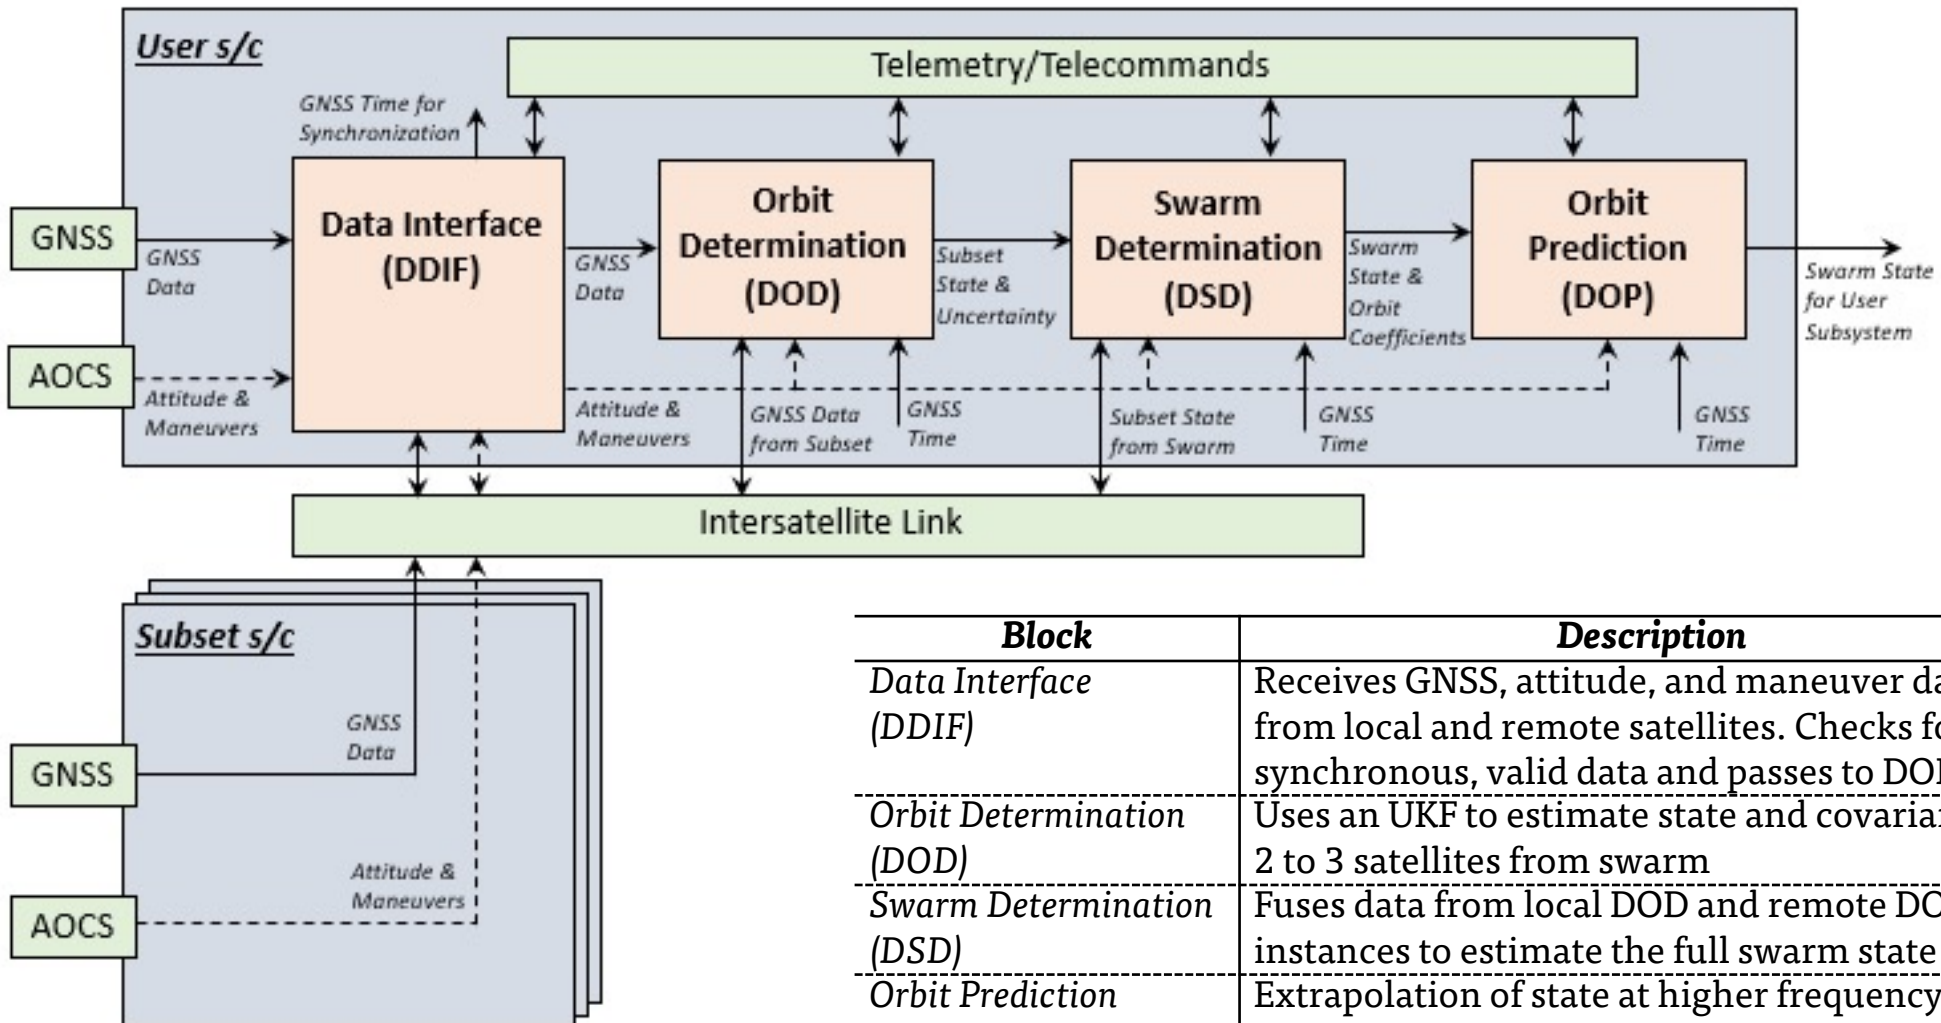 User s/c
Telemetry/Telecommands
GNSS Time for
Synchronization
GNSS
GNSS
Data
Data Interface
(DDIF)
GNSS
Data
Orbit
Determination
(DOD)
Subset
State &
Uncertainty
Swarm
Determination
(DSD)
Swarm
State &
Orbit
Coefficients
Orbit
Prediction
(DOP)
Swarm State
for User
Subsystem
AOCS
Attitude &
Maneuvers
Attitude &
Maneuvers
GNSS Data
from Subset
GNSS
Time
Subset State
from Swarm
GNSS
Time
GNSS
Time
Intersatellite Link
Subset s/c
GNSS
GNSS
Data
AOCS
Attitude &
Maneuvers
Block Description
Data Interface Receives GNSS, attitude, and maneuver
(DDIF) from local and remote satellites. Checks
synchronous, valid data and passes to
Orbit Determination Uses an UKF to estimate state and
(DOD) 2 to 3 satellites from swarm
Swarm Determination Fuses data from local DOD and remote
(DSD) instances to estimate the full swarm state
Orbit Prediction Extrapolation of state at higher frequency